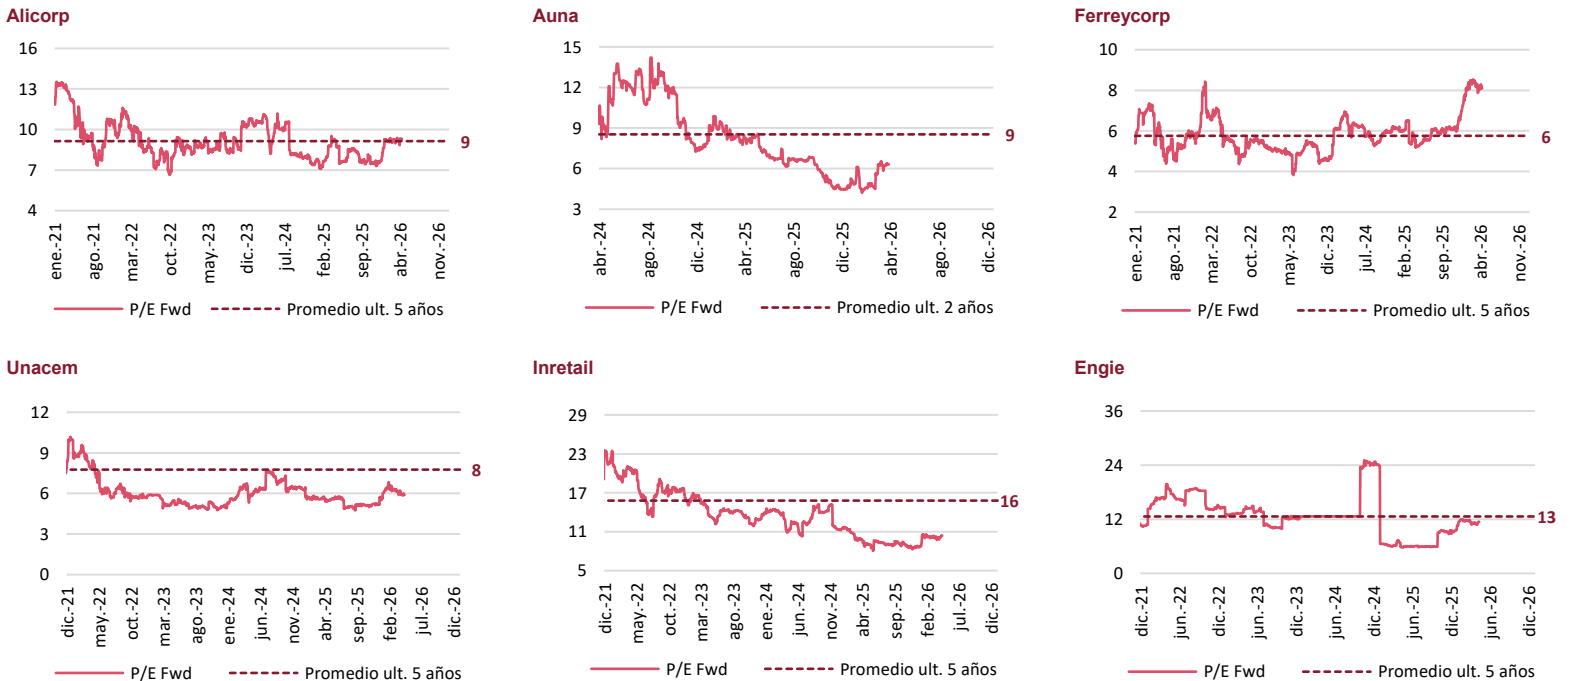 Alicorp
16
13
10
7
4
9
ene.-21
ago.-21
mar.-22
oct.-22
may.-23
dic.-23
jul.-24
feb.-25
sep.-25
abr.-26
nov.-26
P/E Fwd
Promedio ult. 5 años
Auna
15
12
9
6
3
9
abr.-24
ago.-24
dic.-24
abr.-25
ago.-25
dic.-25
abr.-26
ago.-26
dic.-26
P/E Fwd
Promedio ult. 2 años
Ferreycorp
10
8
6
4
2
6
ene.-21
ago.-21
mar.-22
oct.-22
may.-23
dic.-23
jul.-24
feb.-25
sep.-25
abr.-26
nov.-26
P/E Fwd
Promedio ult. 5 años
Unacem
12
9
6
3
0
8
dic.-21
may.-22
oct.-22
mar.-23
ago.-23
ene.-24
jun.-24
nov.-24
abr.-25
sep.-25
feb.-26
jul.-26
dic.-26
P/E Fwd
Promedio ult. 5 años
Inretail
29
23
17
11
5
16
dic.-21
may.-22
oct.-22
mar.-23
ago.-23
ene.-24
jun.-24
nov.-24
abr.-25
sep.-25
feb.-26
jul.-26
dic.-26
P/E Fwd
Promedio ult. 5 años
Engie
36
24
12
0
13
dic.-21
jun.-22
dic.-22
jun.-23
dic.-23
jun.-24
dic.-24
jun.-25
dic.-25
jun.-26
dic.-26
P/E Fwd
Promedio ult. 5 años